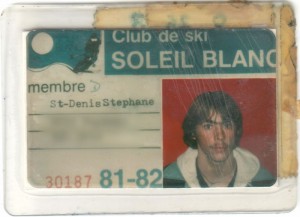 Club de ski
SOLEIL BLANC
membre D
St-Denis Stephane
30187 81-82